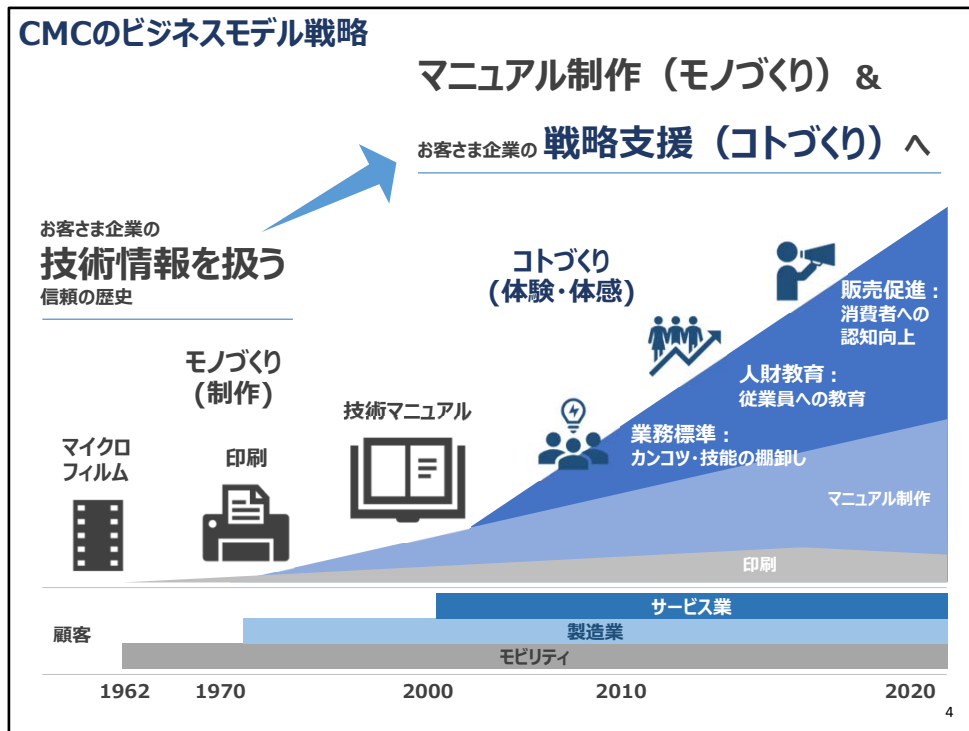 CMCのビジネスモデル戦略
マニュアル制作（モノづくり）&
お客さま企業の 戦略支援（コトづくり）へ
お客さま企業の
技術情報を扱う
信頼の歴史
コトづくり
(体験・体感)
販売促進：
消費者への
認知向上
モノづくり
(制作)
人財教育：
従業員への教育
技術マニュアル
業務標準：
カンコツ・技能の棚卸し
マイクロ
フィルム
印刷
マニュアル制作
印刷
顧客
サービス業
製造業
モビリティ
1962 1970 2000 2010 2020
4